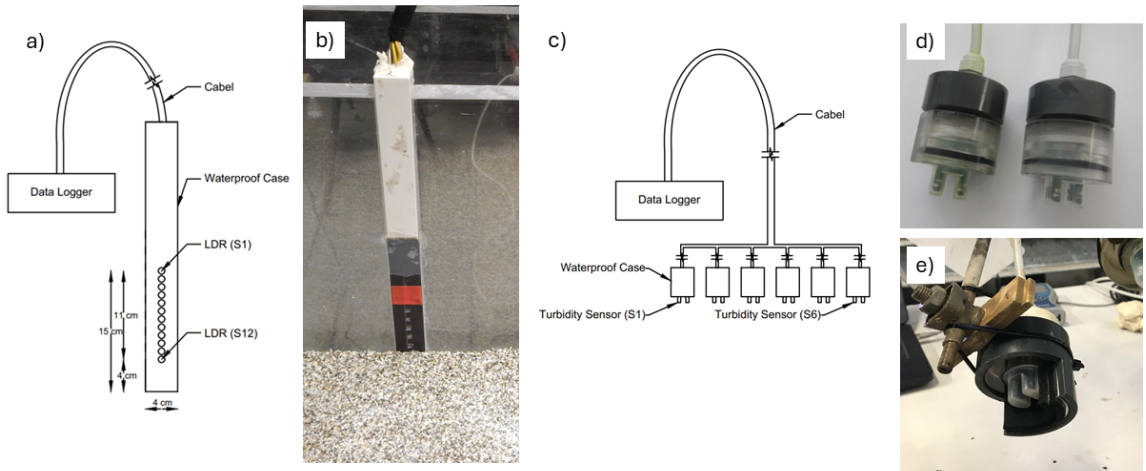 a)
Cabel
Data Logger
Waterproof Case
LDR (S1)
11 cm
15 cm
LDR (S12)
4 cm
4 cm
b)
c)
Cabel
Data Logger
Waterproof Case
Turbidity Sensor (S1)
Turbidity Sensor (S6)
d)
e)